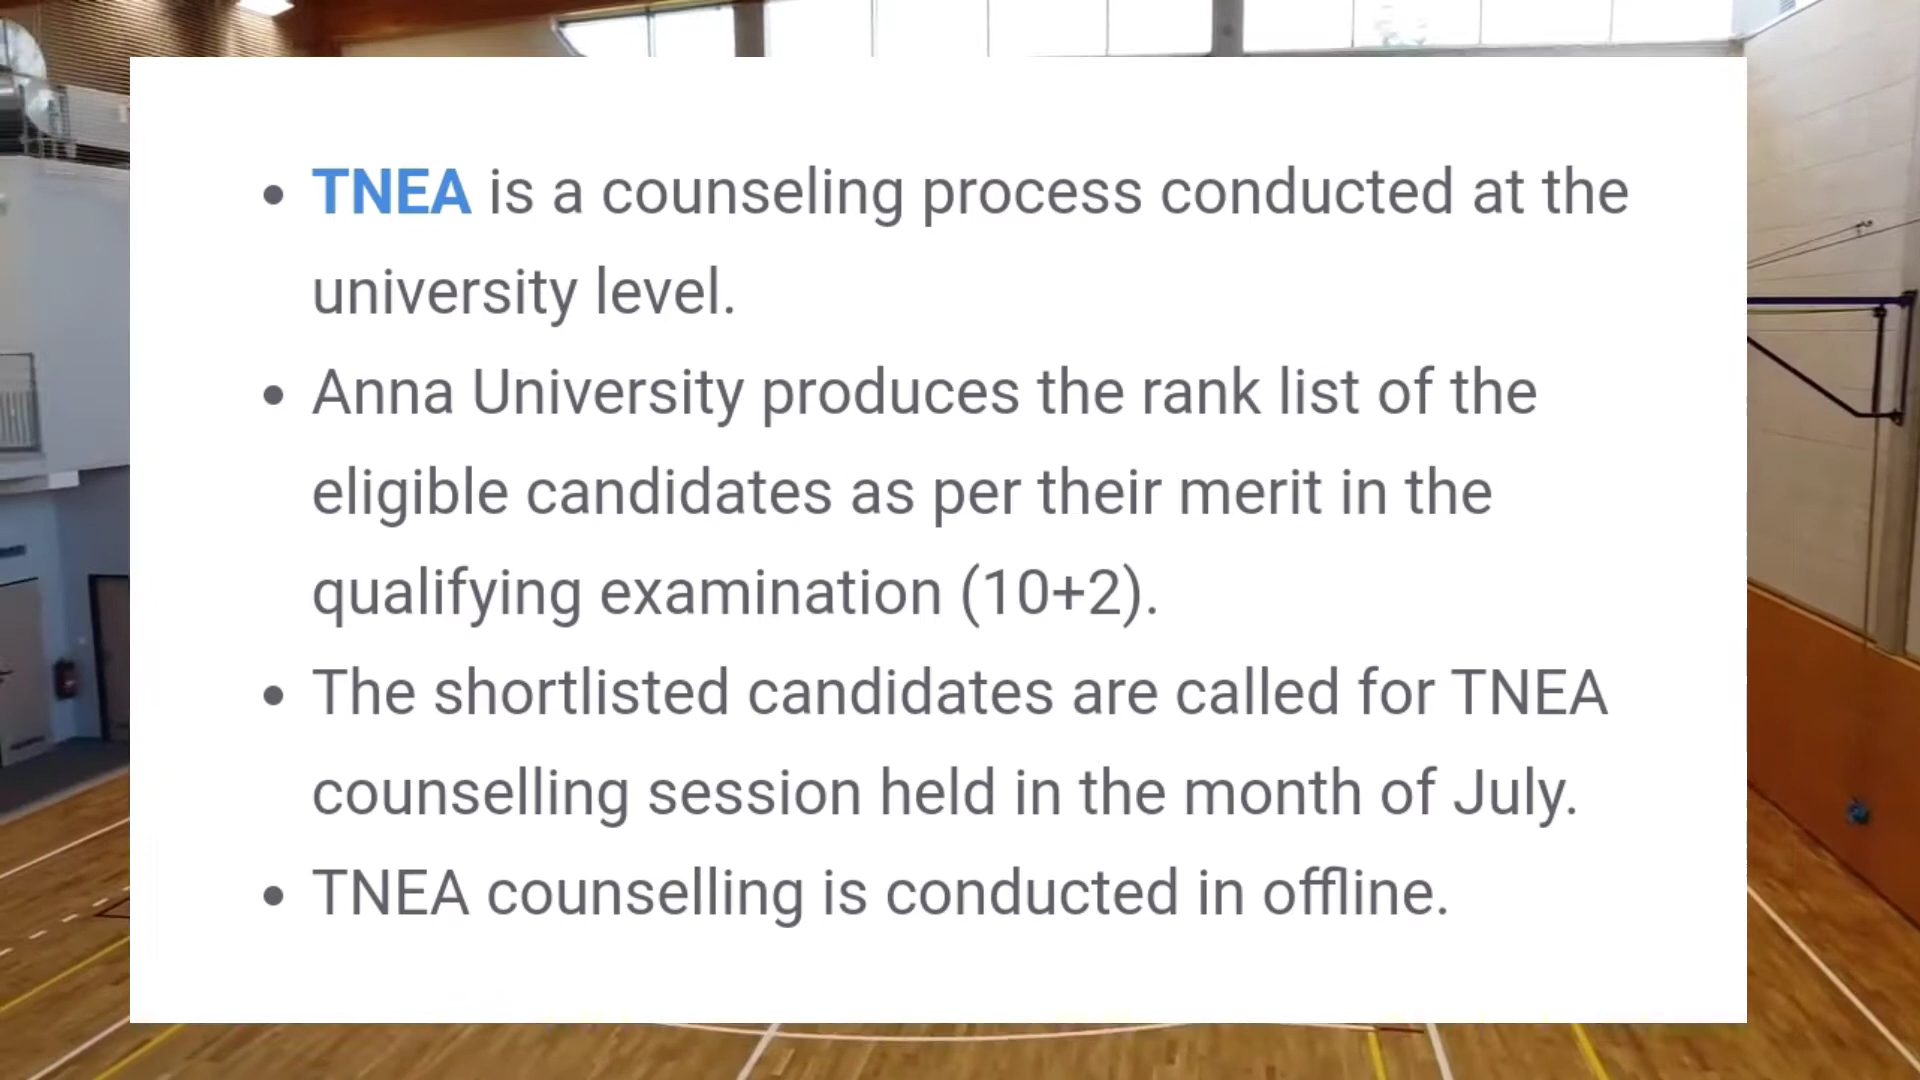 • TNEA is a counseling process conducted at the
university level.
• Anna University produces the rank list of the
eligible candidates as per their merit in the
qualifying examination (10+2).
• The shortlisted candidates are called for TNEA
counselling session held in the month of July.
• TNEA counselling is conducted in offline.